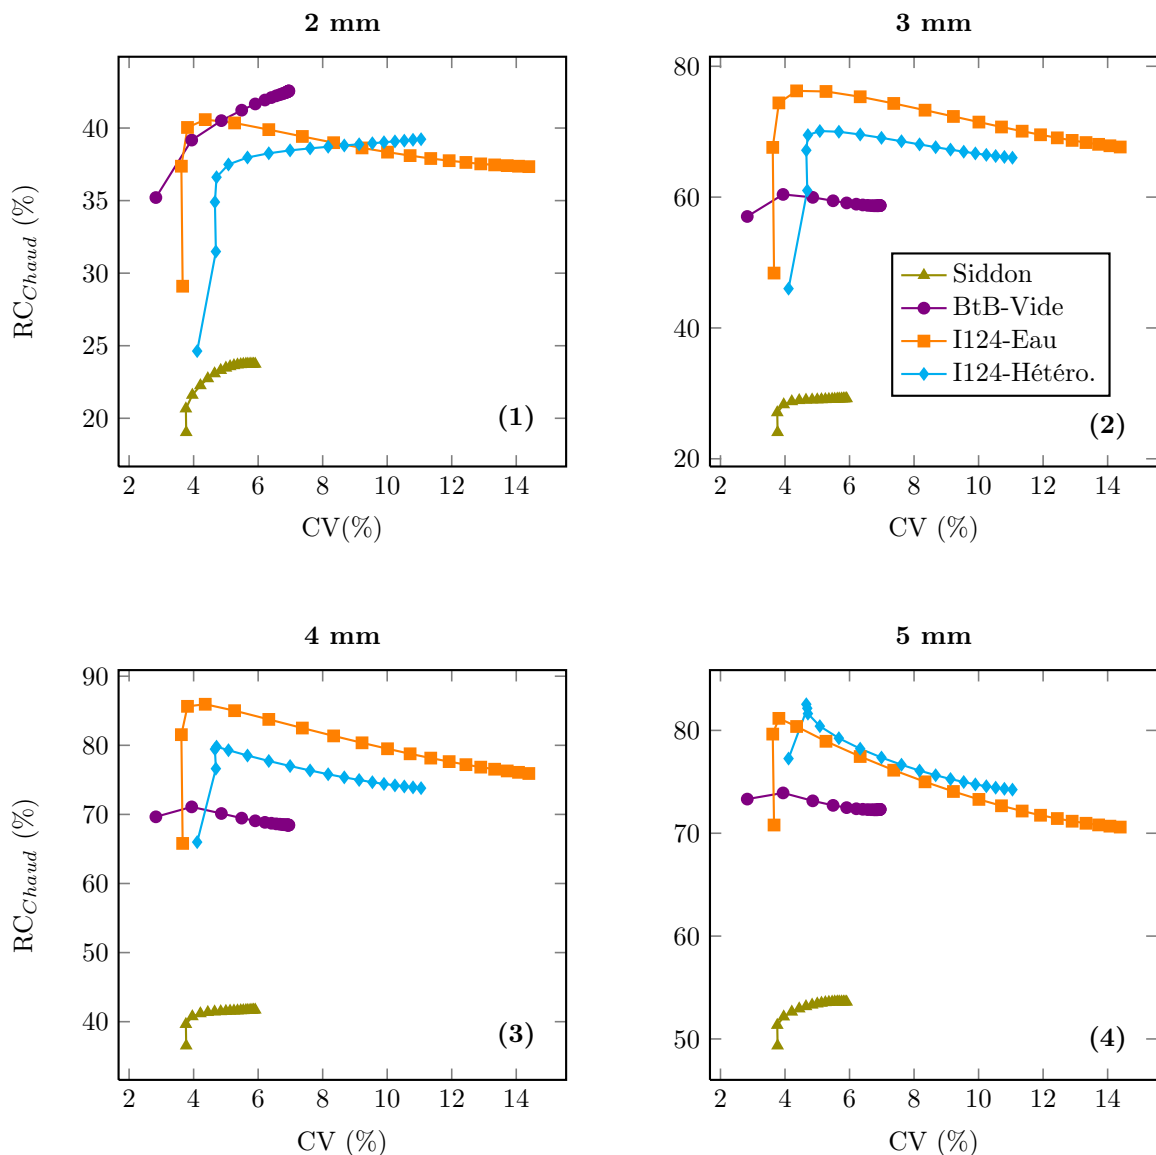 2 mm
3 mm
RC_Chaud (%)
40
35
30
25
20
80
60
40
20
Siddon
BtB-Vide
I124-Eau
I124-Hétéro.
(1)
(2)
2 4 6 8 10 12 14
2 4 6 8 10 12 14
CV(%)
CV (%)
4 mm
5 mm
RC_Chaud (%)
90
80
70
60
50
40
80
70
60
50
(3)
(4)
2 4 6 8 10 12 14
2 4 6 8 10 12 14
CV (%)
CV (%)